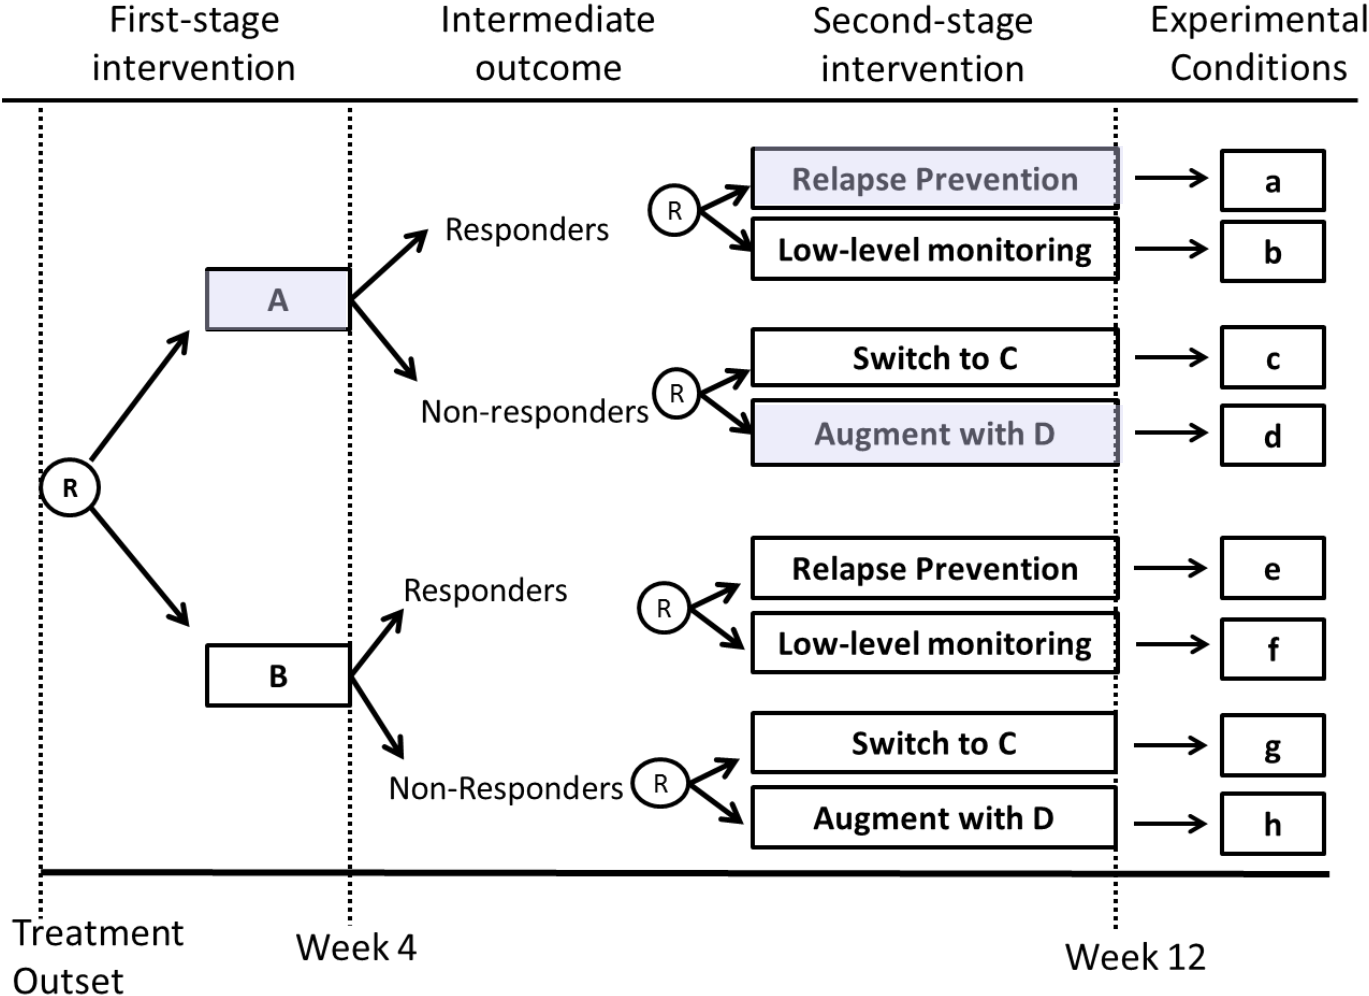 First-stage
intervention
Intermediate
outcome
Second-stage
intervention
Experimental
Conditions
R
A
Responders
R
Relapse Prevention
a
Low-level monitoring
b
Non-responders
R
Switch to C
c
Augment with D
d
B
Responders
R
Relapse Prevention
e
Low-level monitoring
f
Non-Responders
R
Switch to C
g
Augment with D
h
Treatment
Outset
Week 4
Week 12